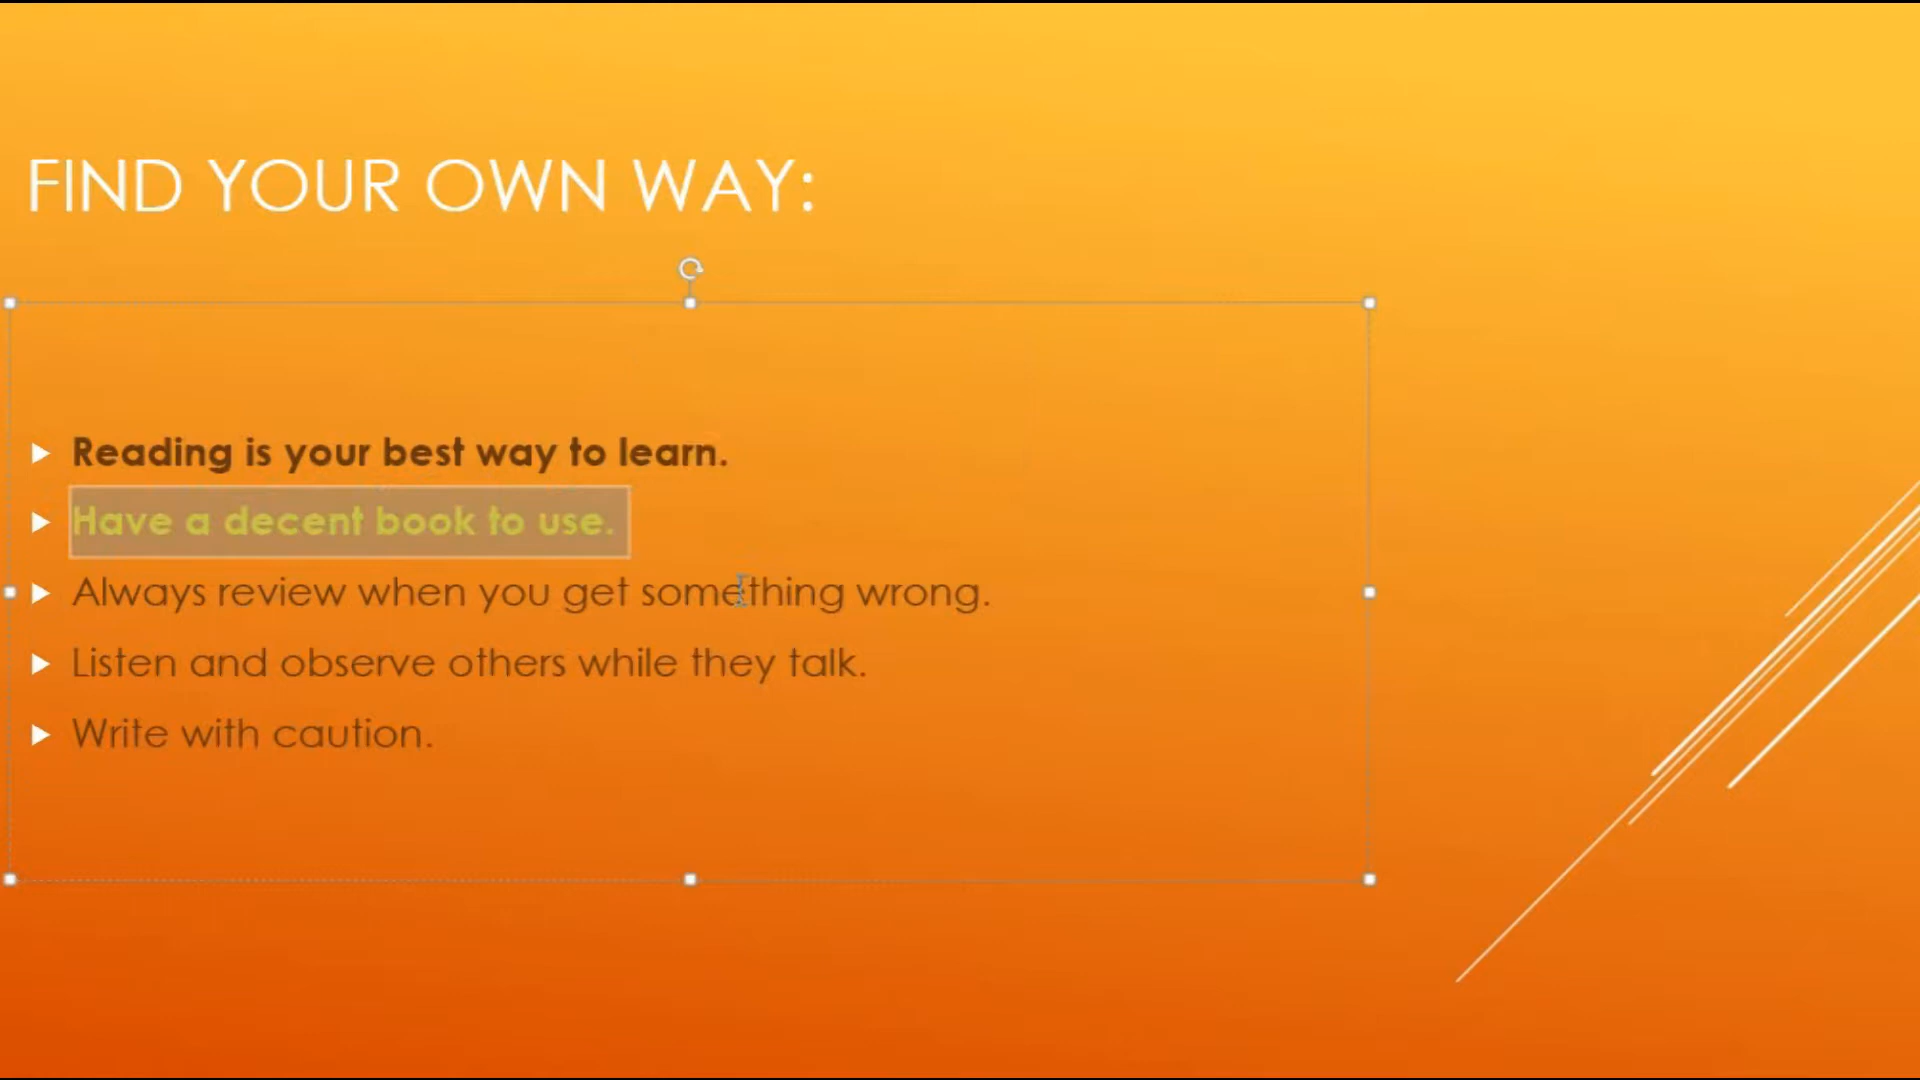 FIND YOUR OWN WAY:
Reading is your best way to learn.
Have a decent book to use.
Always review when you get something wrong.
Listen and observe others while they talk.
Write with caution.